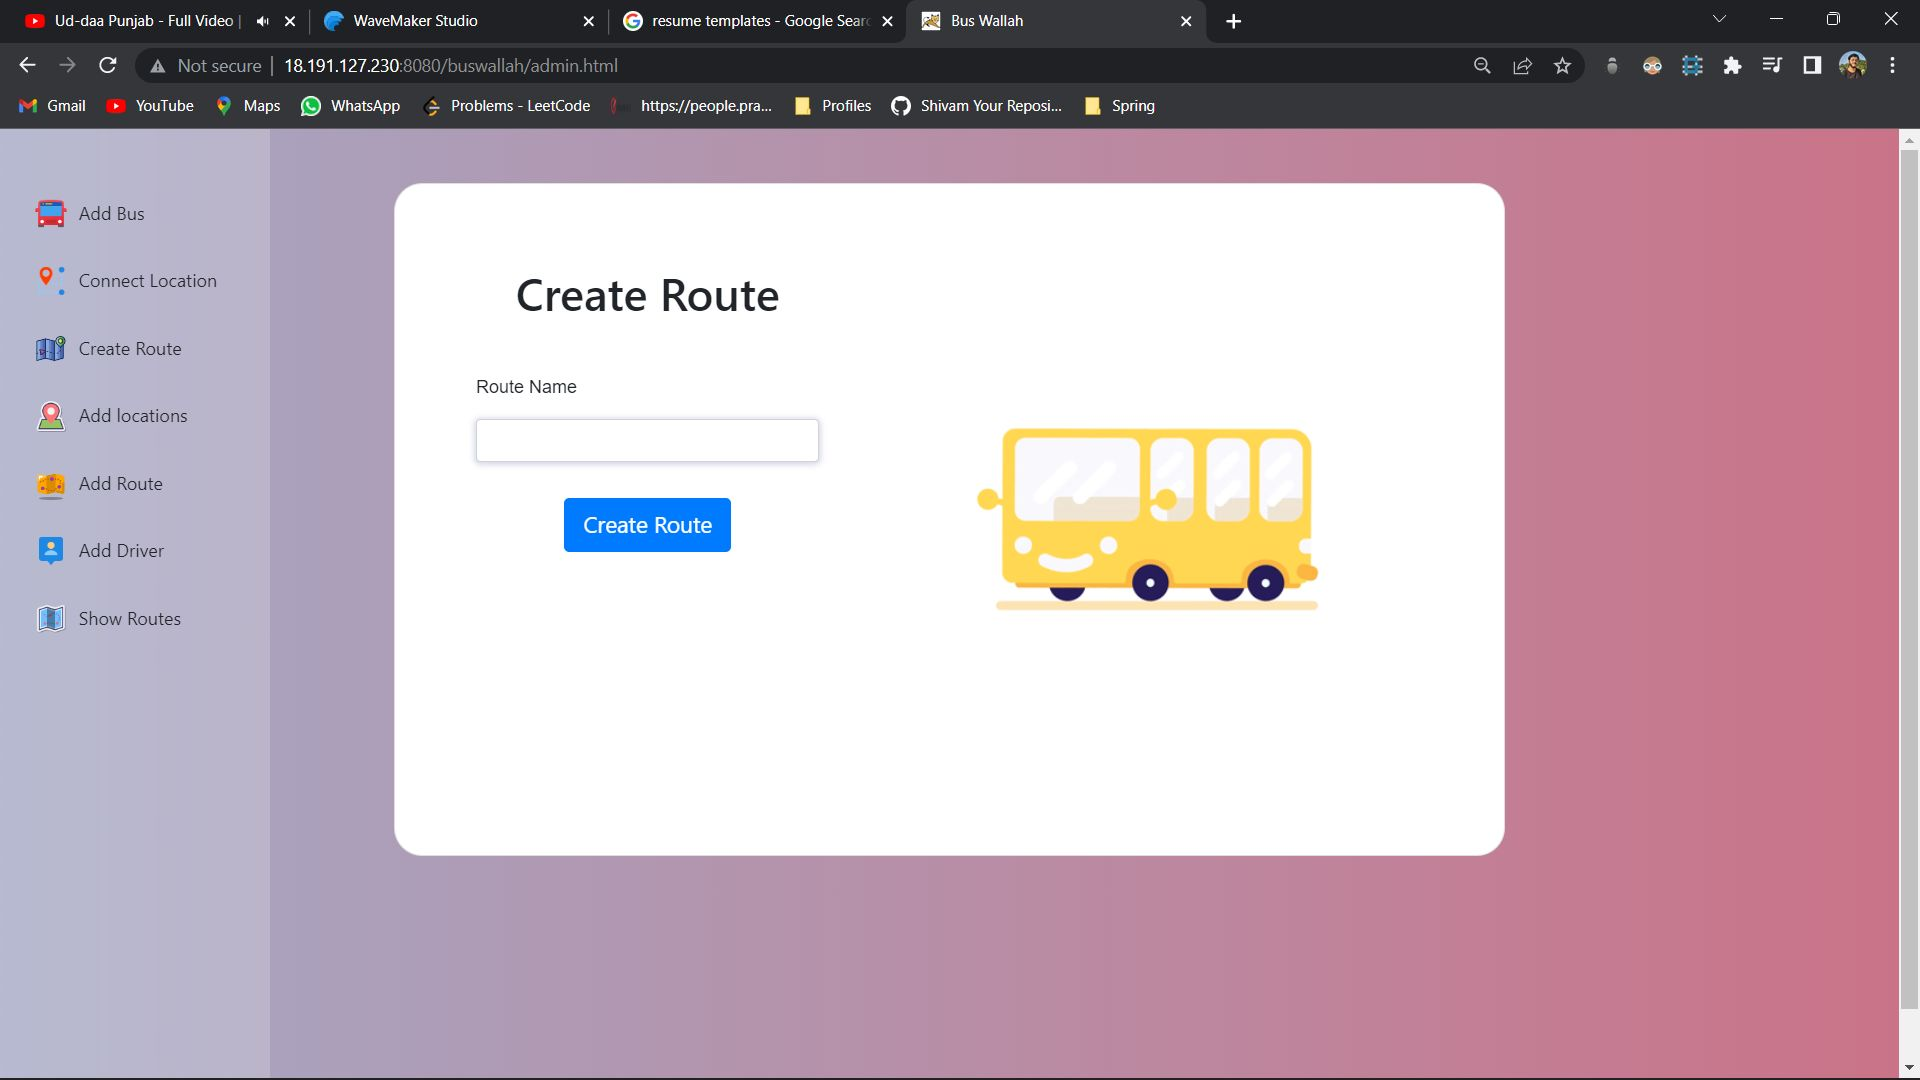 Ud-daa Punjab - Full Video |
WaveMaker Studio
resume templates - Google Sear
Bus Wallah
Not secure
18.191.127.230:8080/buswallah/admin.html
Gmail
YouTube
Maps
WhatsApp
Problems - LeetCode
https://people.pra...
Profiles
Shivam Your Reposi...
Spring
Add Bus
Connect Location
Create Route
Add locations
Add Route
Add Driver
Show Routes
Create Route
Route Name
Create Route